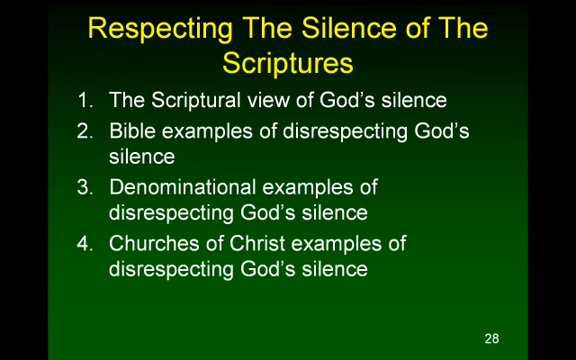 Respecting The Silence of The
Scriptures
1. The Scriptural view of God's silence
2. Bible examples of disrespecting God's
silence
3. Denominational examples of
disrespecting God's silence
4. Churches of Christ examples of
disrespecting God's silence
28